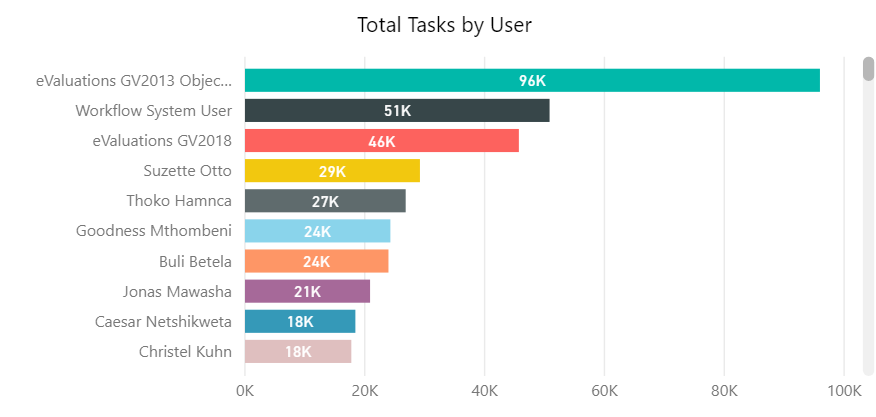 Total Tasks by User
eValuations GV2013 Objec... 96K
Workflow System User 51K
eValuations GV2018 46K
Suzette Otto 29K
Thoko Hamnca 27K
Goodness Mthombeni 24K
Buli Betela 24K
Jonas Mawasha 21K
Caesar Netshikweta 18K
Christel Kuhn 18K
0K 20K 40K 60K 80K 100K